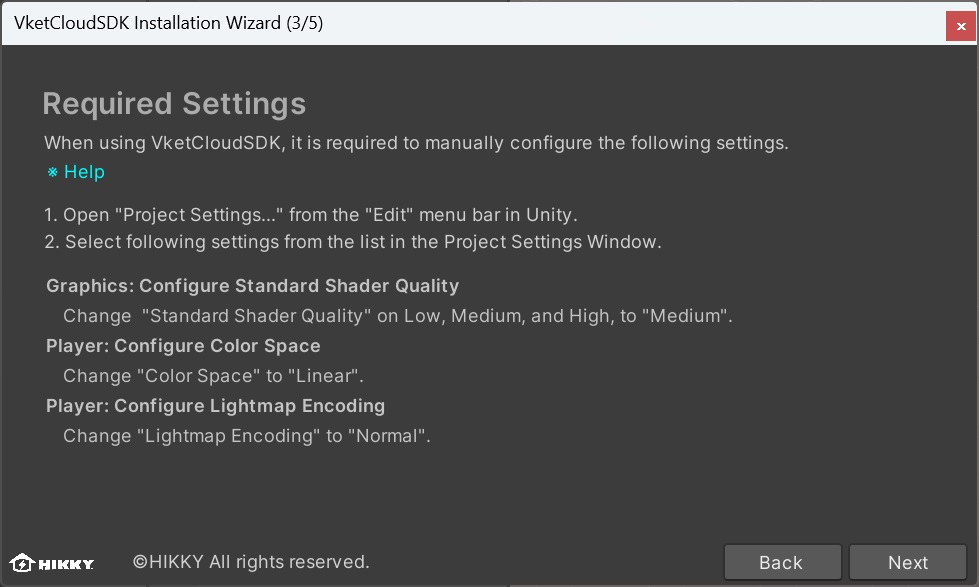 VketCloudSDK Installation Wizard (3/5)
×
Required Settings
When using VketCloudSDK, it is required to manually configure the following settings.
※ Help
1. Open "Project Settings..." from the "Edit" menu bar in Unity.
2. Select following settings from the list in the Project Settings Window.
Graphics: Configure Standard Shader Quality
Change "Standard Shader Quality" on Low, Medium, and High, to "Medium".
Player: Configure Color Space
Change "Color Space" to "Linear".
Player: Configure Lightmap Encoding
Change "Lightmap Encoding" to "Normal".
HIKKY ©HIKKY All rights reserved.
Back Next